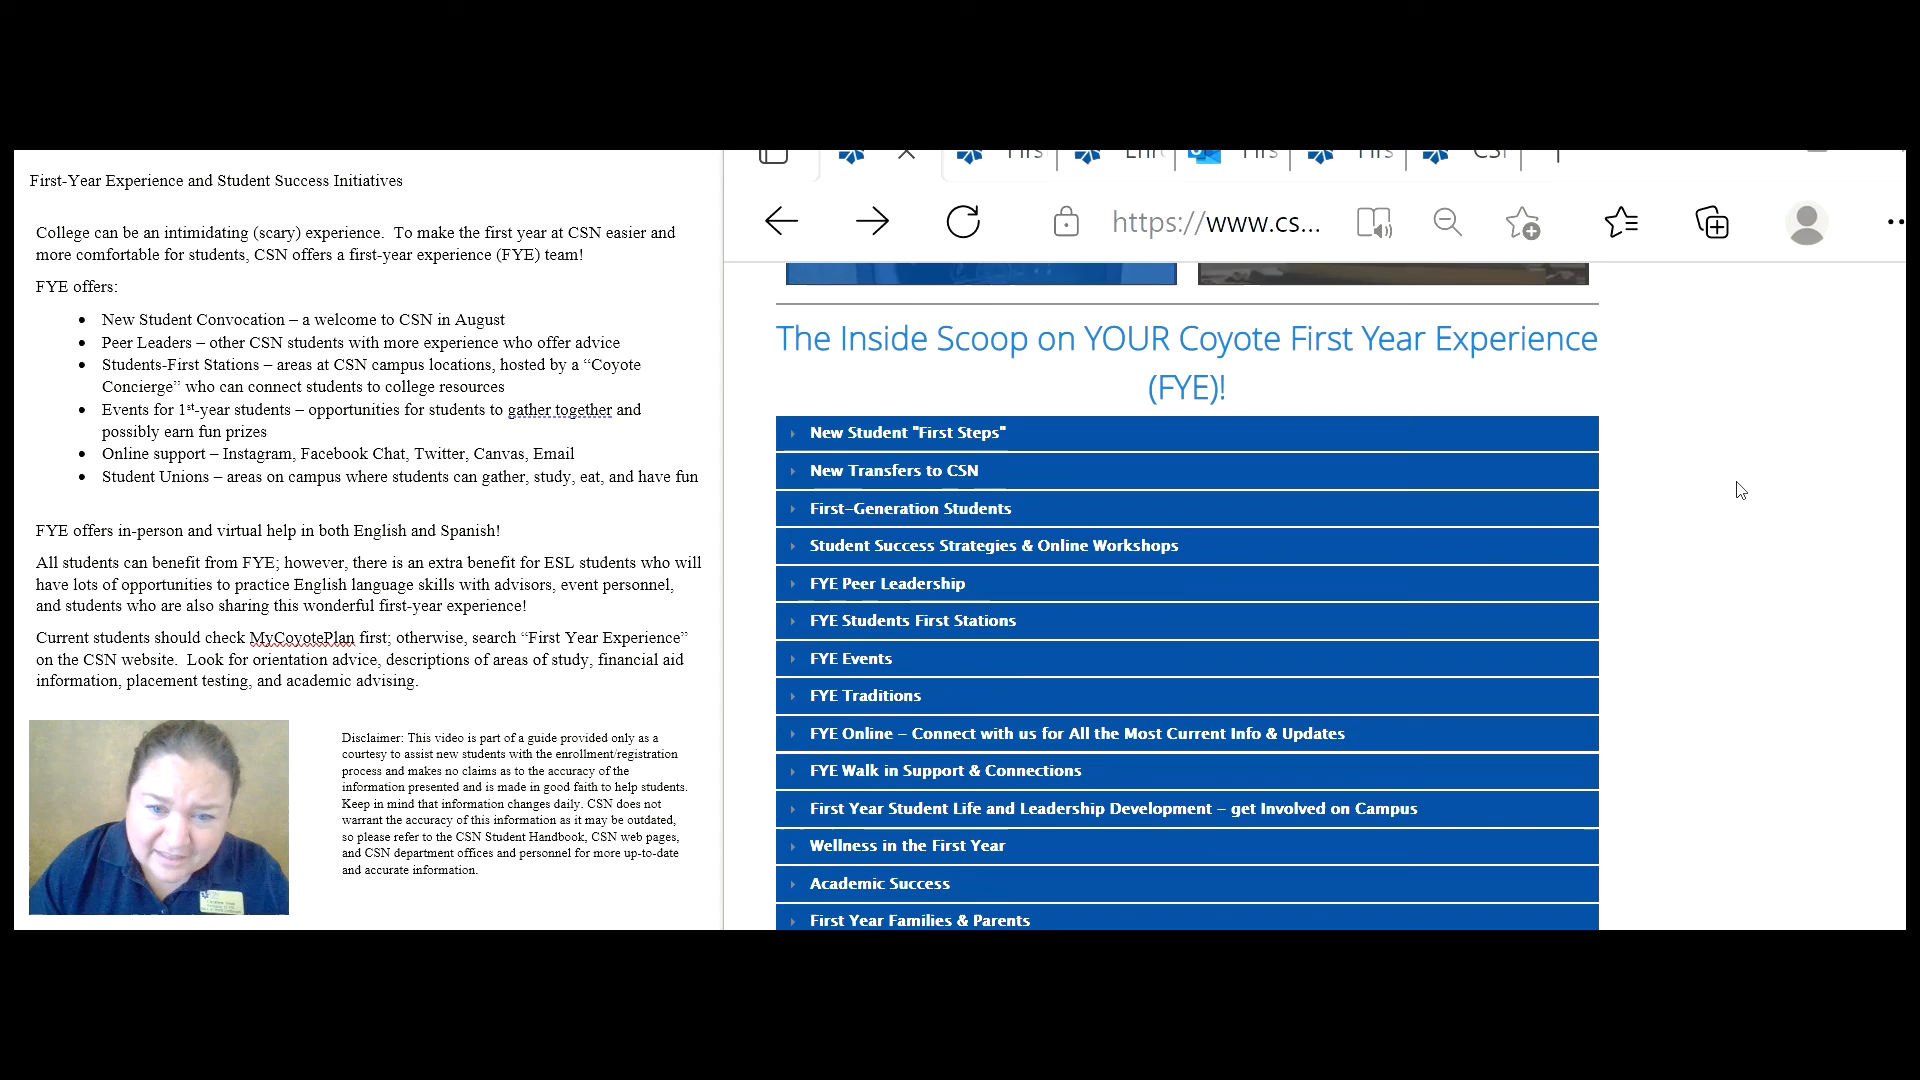 First-Year Experience and Student Success Initiatives
College can be an intimidating (scary) experience.  To make the first year at CSN easier and
more comfortable for students, CSN offers a first-year experience (FYE) team!
FYE offers:
• New Student Convocation – a welcome to CSN in August
• Peer Leaders – other CSN students with more experience who offer advice
• Students-First Stations – areas at CSN campus locations, hosted by a “Coyote
Concierge” who can connect students to college resources
• Events for 1st-year students – opportunities for students to gather together and
possibly earn fun prizes
• Online support – Instagram, Facebook Chat, Twitter, Canvas, Email
• Student Unions – areas on campus where students can gather, study, eat, and have fun
FYE offers in-person and virtual help in both English and Spanish!
All students can benefit from FYE; however, there is an extra benefit for ESL students who will
have lots of opportunities to practice English language skills with advisors, event personnel,
and students who are also sharing this wonderful first-year experience!
Current students should check MyCoyotePlan first; otherwise, search “First Year Experience”
on the CSN website.  Look for orientation advice, descriptions of areas of study, financial aid
information, placement testing, and academic advising.
Disclaimer: This video is part of a guide provided only as a
courtesy to assist new students with the enrollment/registration
process and makes no claims as to the accuracy of the
information presented and is made in good faith to help students.
Keep in mind that information changes daily. CSN does not
warrant the accuracy of this information as it may be outdated,
so please refer to the CSN Student Handbook, CSN web pages,
and CSN department offices and personnel for more up-to-date
and accurate information.
https://www.cs...
The Inside Scoop on YOUR Coyote First Year Experience
(FYE)!
New Student "First Steps"
New Transfers to CSN
First-Generation Students
Student Success Strategies & Online Workshops
FYE Peer Leadership
FYE Students First Stations
FYE Events
FYE Traditions
FYE Online – Connect with us for All the Most Current Info & Updates
FYE Walk in Support & Connections
First Year Student Life and Leadership Development – get Involved on Campus
Wellness in the First Year
Academic Success
First Year Families & Parents